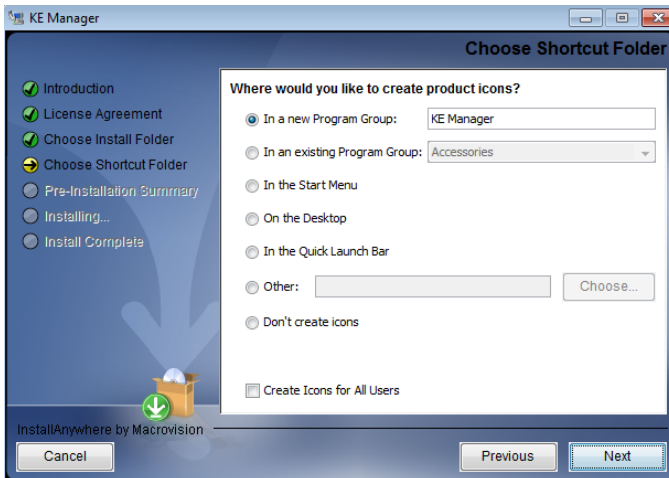 KE Manager
Choose Shortcut Folder
Introduction
License Agreement
Choose Install Folder
Choose Shortcut Folder
Pre-Installation Summary
Installing...
Install Complete
Where would you like to create product icons?
In a new Program Group: KE Manager
In an existing Program Group: Accessories
In the Start Menu
On the Desktop
In the Quick Launch Bar
Other: Choose...
Don't create icons
Create Icons for All Users
InstallAnywhere by Macrovision
Cancel Previous Next